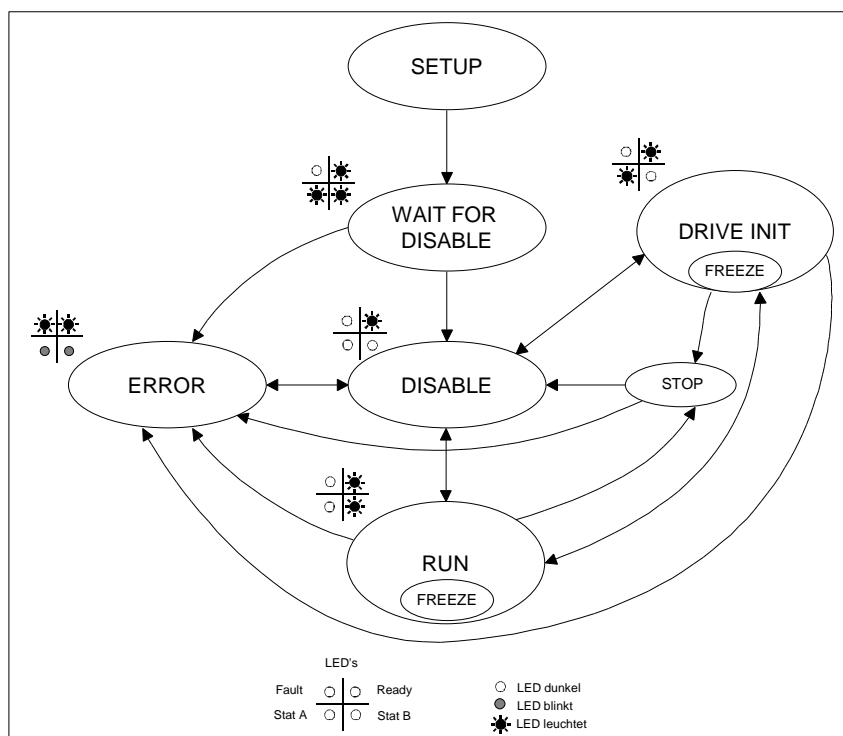 SETUP
WAIT FOR
DISABLE
DRIVE INIT
FREEZE
ERROR
DISABLE
STOP
RUN
FREEZE
LED's
Fault
Ready
Stat A
Stat B
LED dunkel
LED blinkt
LED leuchtet